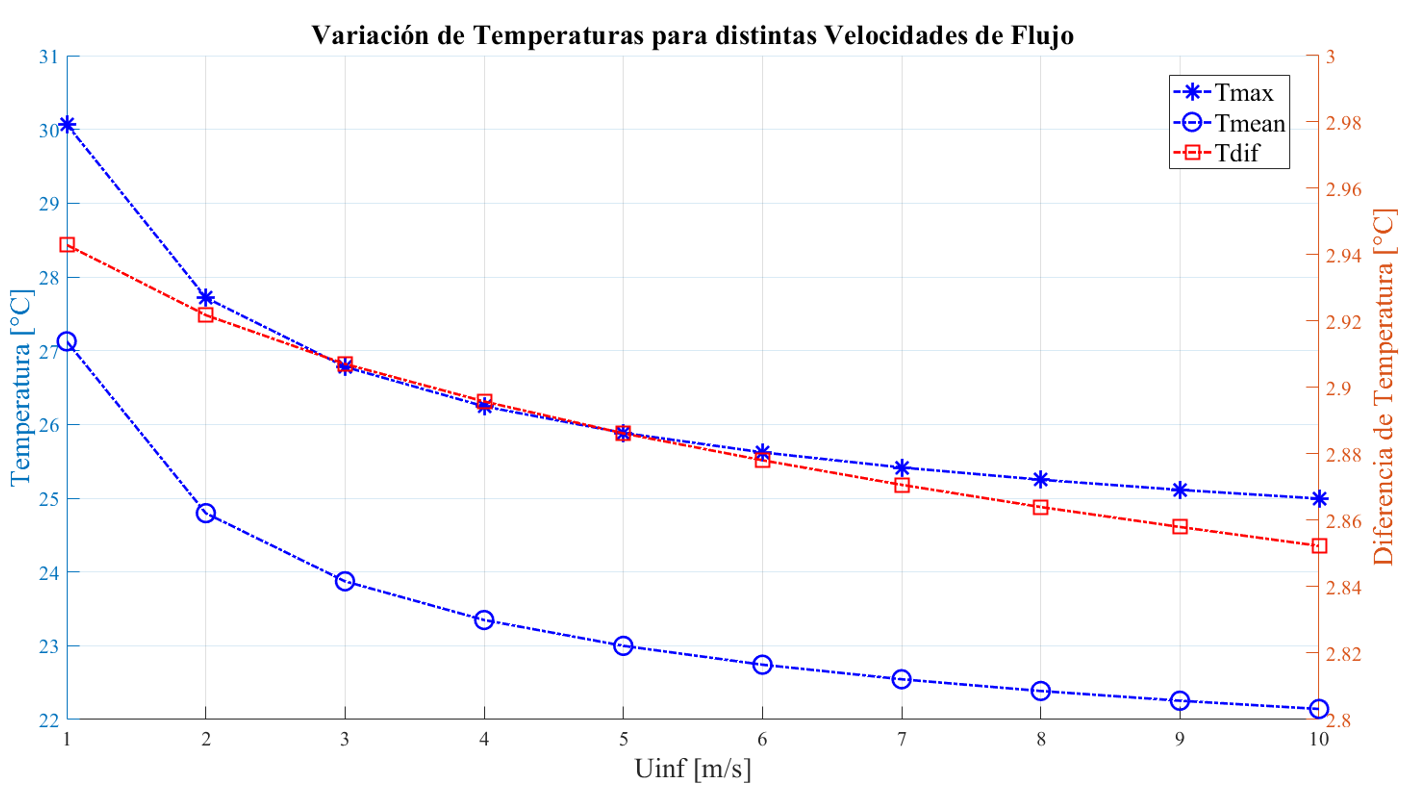 Variación de Temperaturas para distintas Velocidades de Flujo
Tmax
Tmean
Tdif
Temperatura [°C]
31
30
29
28
27
26
25
24
23
22
3
2.98
2.96
2.94
2.92
2.9
2.88
2.86
2.84
2.82
2.8
Diferencia de Temperatura [°C]
1 2 3 4 5 6 7 8 9 10
Uinf [m/s]